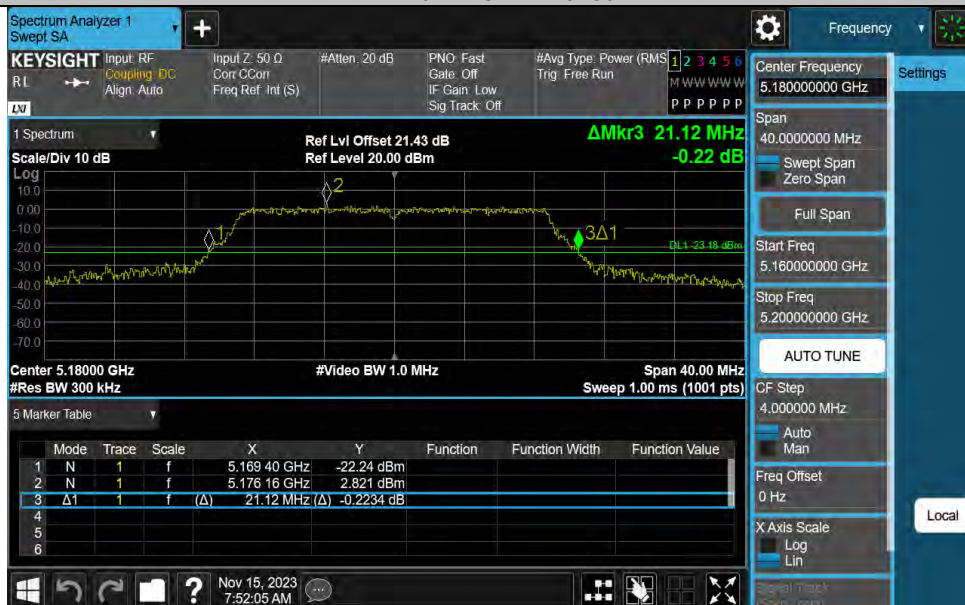 Spectrum Analyzer 1
Swept SA
+
Frequency
KEYSIGHT
RL
LXI
Input: RF
Coupling: DC
Align: Auto
Input Z: 50 Ω
Corr CCorr
Freq Ref: Int (S)
#Atten: 20 dB
PNO: Fast
Gate: Off
IF Gain: Low
Sig Track: Off
#Avg Type: Power (RMS
Trig: Free Run
1 2 3 4 5 6
M W W W W W
P P P P P P
Center Frequency
5.180000000 GHz
Settings
1 Spectrum
Scale/Div 10 dB
Ref Lvl Offset 21.43 dB
Ref Level 20.00 dBm
ΔMkr3 21.12 MHz
-0.22 dB
Log
10.0
0.00
-10.0
-20.0
-30.0
-40.0
-50.0
-60.0
-70.0
2
1
3Δ1
DL1 -23.18 dBm
Center 5.18000 GHz
#Res BW 300 kHz
#Video BW 1.0 MHz
Span 40.00 MHz
Sweep 1.00 ms (1001 pts)
Span
40.0000000 MHz
Swept Span
Zero Span
Full Span
Start Freq
5.160000000 GHz
Stop Freq
5.200000000 GHz
AUTO TUNE
CF Step
4.000000 MHz
Auto
Man
Freq Offset
0 Hz
X Axis Scale
Log
Lin
Signal Track
Local
5 Marker Table
Mode Trace Scale X Y Function Function Width Function Value
1 N 1 f 5.169 40 GHz -22.24 dBm
2 N 1 f 5.176 16 GHz 2.821 dBm
3 Δ1 1 f (Δ) 21.12 MHz (Δ) -0.2234 dB
4
5
6
?
Nov 15, 2023
7:52:05 AM